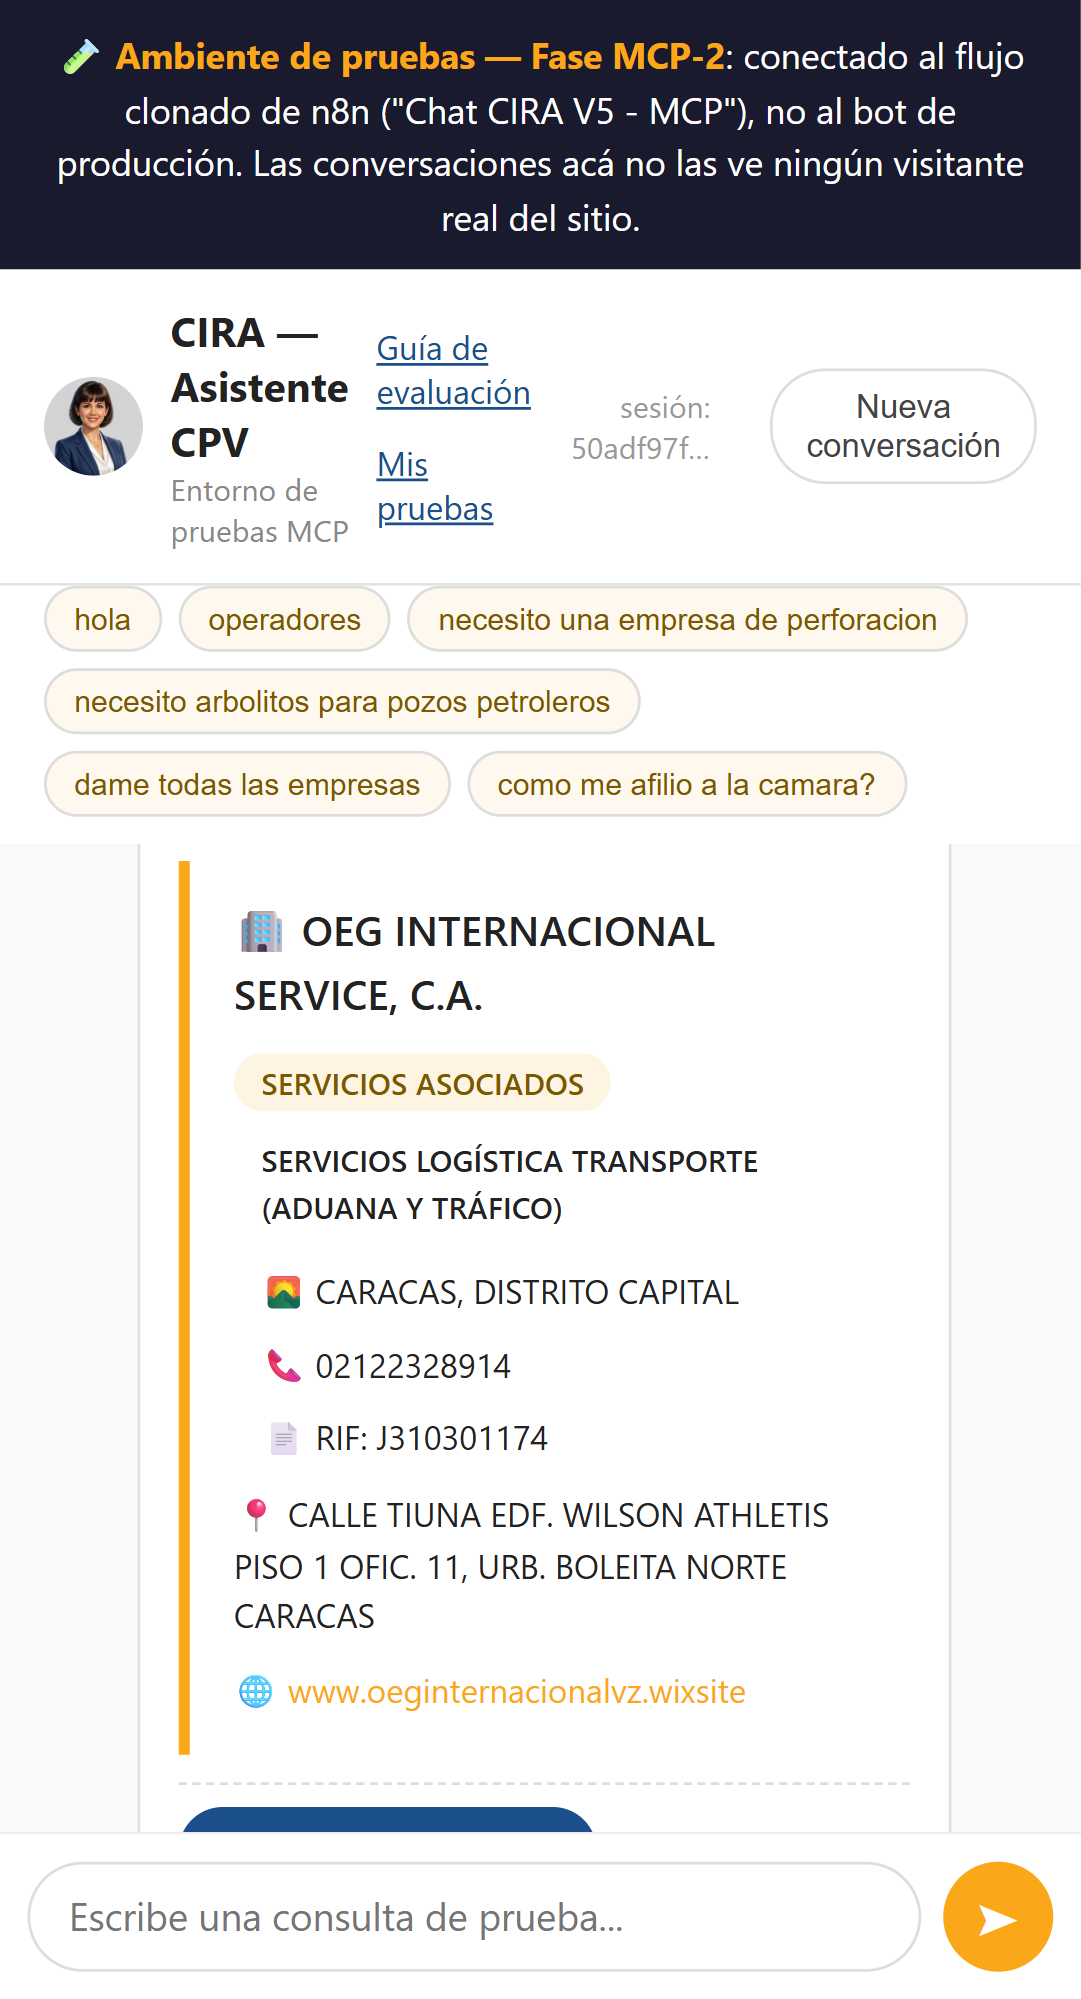 Ambiente de pruebas — Fase MCP-2: conectado al flujo
clonado de n8n ("Chat CIRA V5 - MCP"), no al bot de
producción. Las conversaciones acá no las ve ningún visitante
real del sitio.
CIRA —
Asistente
CPV
Entorno de
pruebas MCP
Guía de
evaluación
Mis
pruebas
sesión:
50adf97f...
Nueva
conversación
hola
operadores
necesito una empresa de perforacion
necesito arbolitos para pozos petroleros
dame todas las empresas
como me afilio a la camara?
OEG INTERNACIONAL
SERVICE, C.A.
SERVICIOS ASOCIADOS
SERVICIOS LOGÍSTICA TRANSPORTE
(ADUANA Y TRÁFICO)
CARACAS, DISTRITO CAPITAL
02122328914
RIF: J310301174
CALLE TIUNA EDF. WILSON ATHLETIS
PISO 1 OFIC. 11, URB. BOLEITA NORTE
CARACAS
www.oeginternacionalvz.wixsite
Escribe una consulta de prueba...